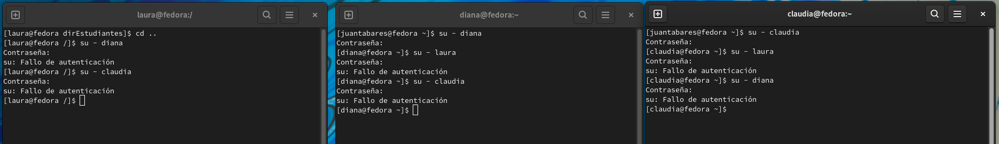 laura@fedora:/
[laura@fedora dirEstudiantes]$ cd ..
[laura@fedora /]$ su - diana
Contraseña:
su: Fallo de autenticación
[laura@fedora /]$ su - claudia
Contraseña:
su: Fallo de autenticación
[laura@fedora /]$
diana@fedora:~
[juantabares@fedora ~]$ su - diana
Contraseña:
[diana@fedora ~]$ su - laura
Contraseña:
su: Fallo de autenticación
[diana@fedora ~]$ su - claudia
Contraseña:
su: Fallo de autenticación
[diana@fedora ~]$
claudia@fedora:~
[juantabares@fedora ~]$ su - claudia
Contraseña:
[claudia@fedora ~]$ su - laura
Contraseña:
su: Fallo de autenticación
[claudia@fedora ~]$ su - diana
Contraseña:
su: Fallo de autenticación
[claudia@fedora ~]$